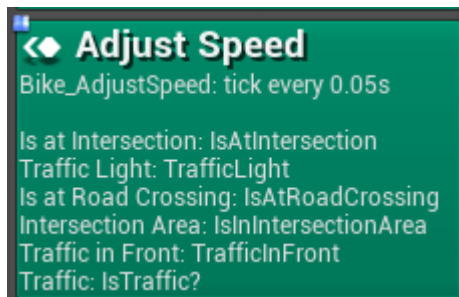 Adjust Speed
Bike_AdjustSpeed: tick every 0.05s
Is at Intersection: IsAtIntersection
Traffic Light: TrafficLight
Is at Road Crossing: IsAtRoadCrossing
Intersection Area: IsInIntersectionArea
Traffic in Front: TrafficInFront
Traffic: IsTraffic?